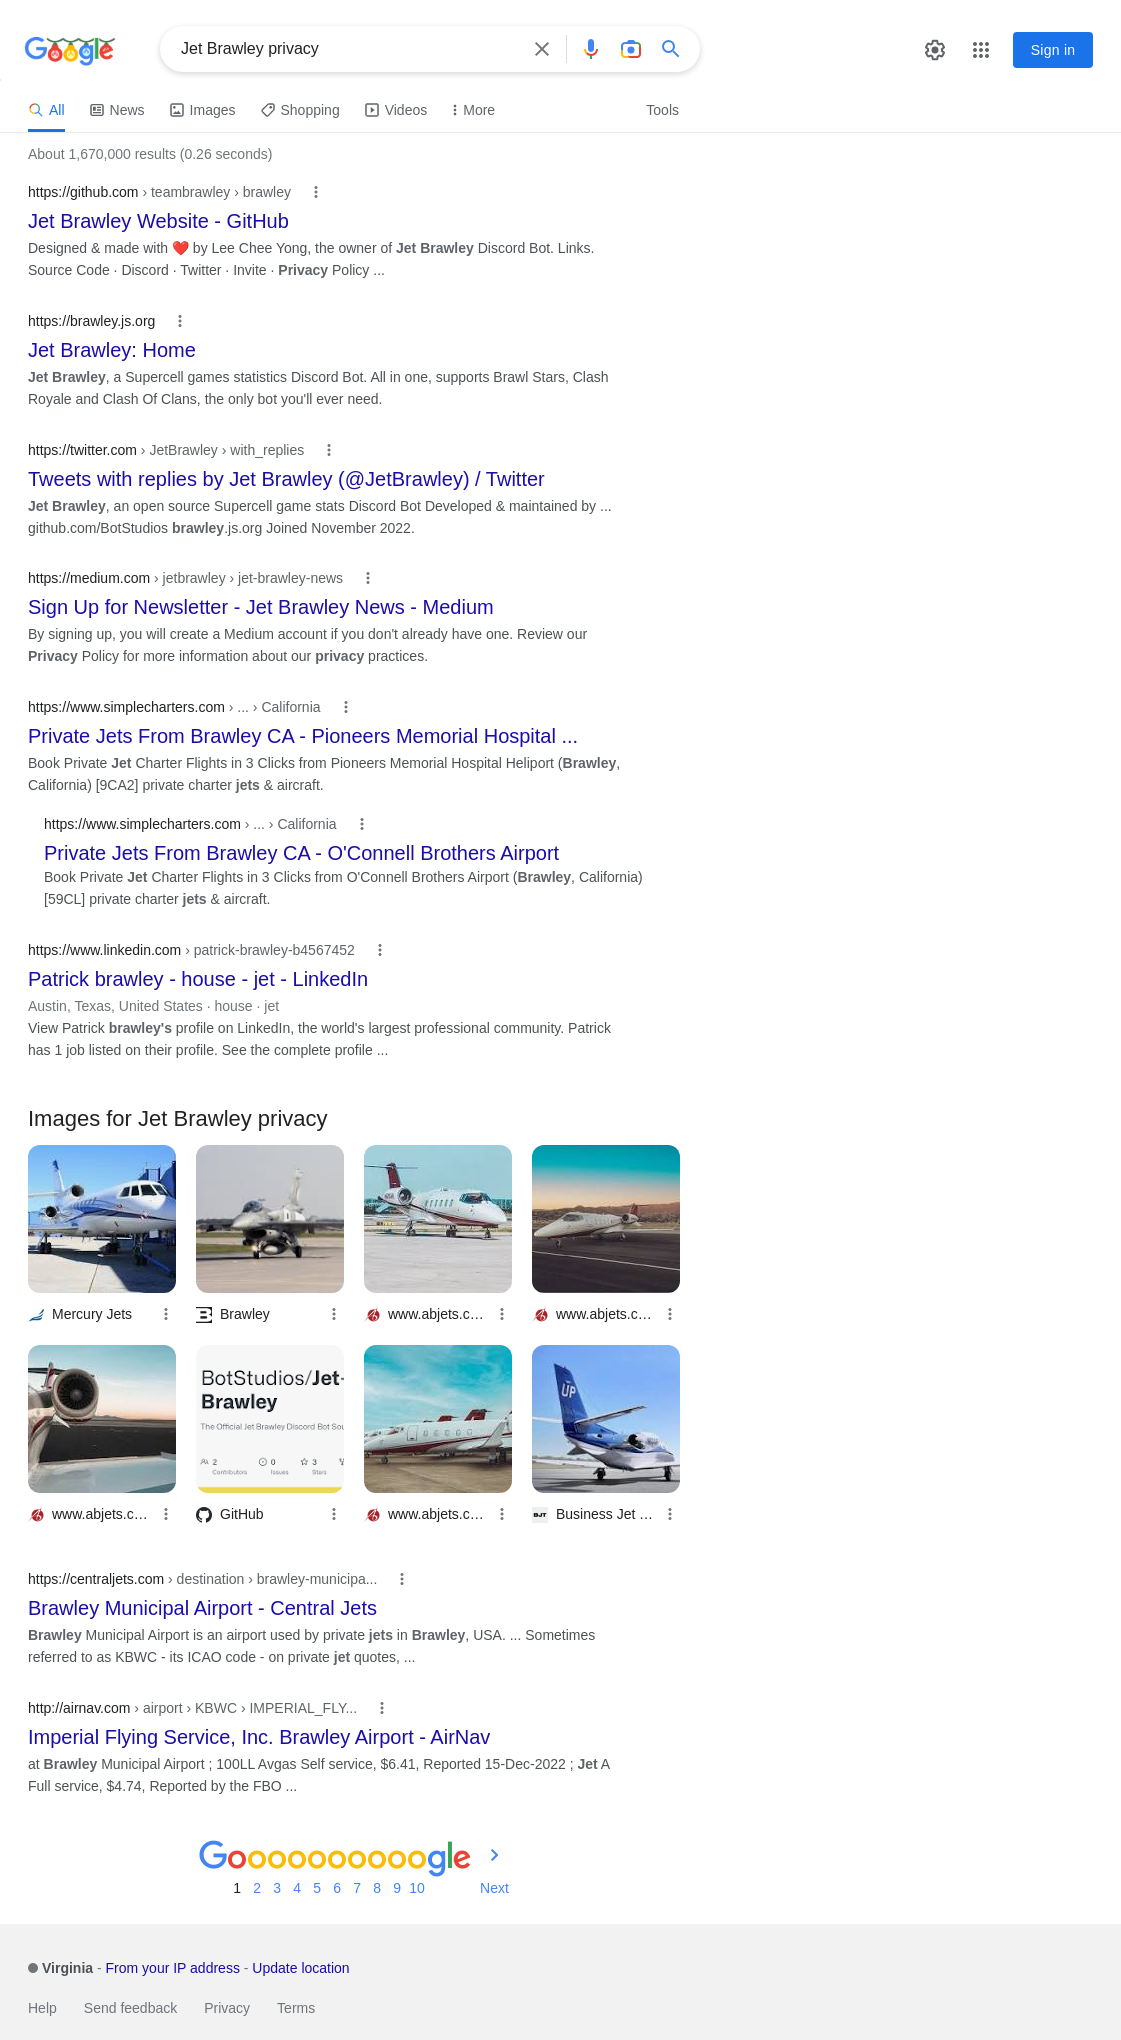 Google
Jet Brawley privacy
Sign in
All
News
Images
Shopping
Videos
More
Tools
About 1,670,000 results (0.26 seconds)
https://github.com › teambrawley › brawley
Jet Brawley Website - GitHub
Designed & made with ❤️ by Lee Chee Yong, the owner of Jet Brawley Discord Bot. Links.
Source Code · Discord · Twitter · Invite · Privacy Policy ...
https://brawley.js.org
Jet Brawley: Home
Jet Brawley, a Supercell games statistics Discord Bot. All in one, supports Brawl Stars, Clash
Royale and Clash Of Clans, the only bot you'll ever need.
https://twitter.com › JetBrawley › with_replies
Tweets with replies by Jet Brawley (@JetBrawley) / Twitter
Jet Brawley, an open source Supercell game stats Discord Bot Developed & maintained by ...
github.com/BotStudios brawley.js.org Joined November 2022.
https://medium.com › jetbrawley › jet-brawley-news
Sign Up for Newsletter - Jet Brawley News - Medium
By signing up, you will create a Medium account if you don't already have one. Review our
Privacy Policy for more information about our privacy practices.
https://www.simplecharters.com › ... › California
Private Jets From Brawley CA - Pioneers Memorial Hospital ...
Book Private Jet Charter Flights in 3 Clicks from Pioneers Memorial Hospital Heliport (Brawley,
California) [9CA2] private charter jets & aircraft.
https://www.simplecharters.com › ... › California
Private Jets From Brawley CA - O'Connell Brothers Airport
Book Private Jet Charter Flights in 3 Clicks from O'Connell Brothers Airport (Brawley, California)
[59CL] private charter jets & aircraft.
https://www.linkedin.com › patrick-brawley-b4567452
Patrick brawley - house - jet - LinkedIn
Austin, Texas, United States · house · jet
View Patrick brawley's profile on LinkedIn, the world's largest professional community. Patrick
has 1 job listed on their profile. See the complete profile ...
Images for Jet Brawley privacy
Mercury Jets
Brawley
www.abjets.c...
www.abjets.c...
BotStudios/Jet-
Brawley
The Official Jet Brawley Discord Bot Sou
2
Contributors
0
Issues
3
Stars
UP
www.abjets.c...
GitHub
www.abjets.c...
BJT
Business Jet ...
https://centraljets.com › destination › brawley-municipa...
Brawley Municipal Airport - Central Jets
Brawley Municipal Airport is an airport used by private jets in Brawley, USA. ... Sometimes
referred to as KBWC - its ICAO code - on private jet quotes, ...
http://airnav.com › airport › KBWC › IMPERIAL_FLY...
Imperial Flying Service, Inc. Brawley Airport - AirNav
at Brawley Municipal Airport ; 100LL Avgas Self service, $6.41, Reported 15-Dec-2022 ; Jet A
Full service, $4.74, Reported by the FBO ...
Goooooooooogle
1 2 3 4 5 6 7 8 9 10 Next
Virginia - From your IP address - Update location
Help Send feedback Privacy Terms